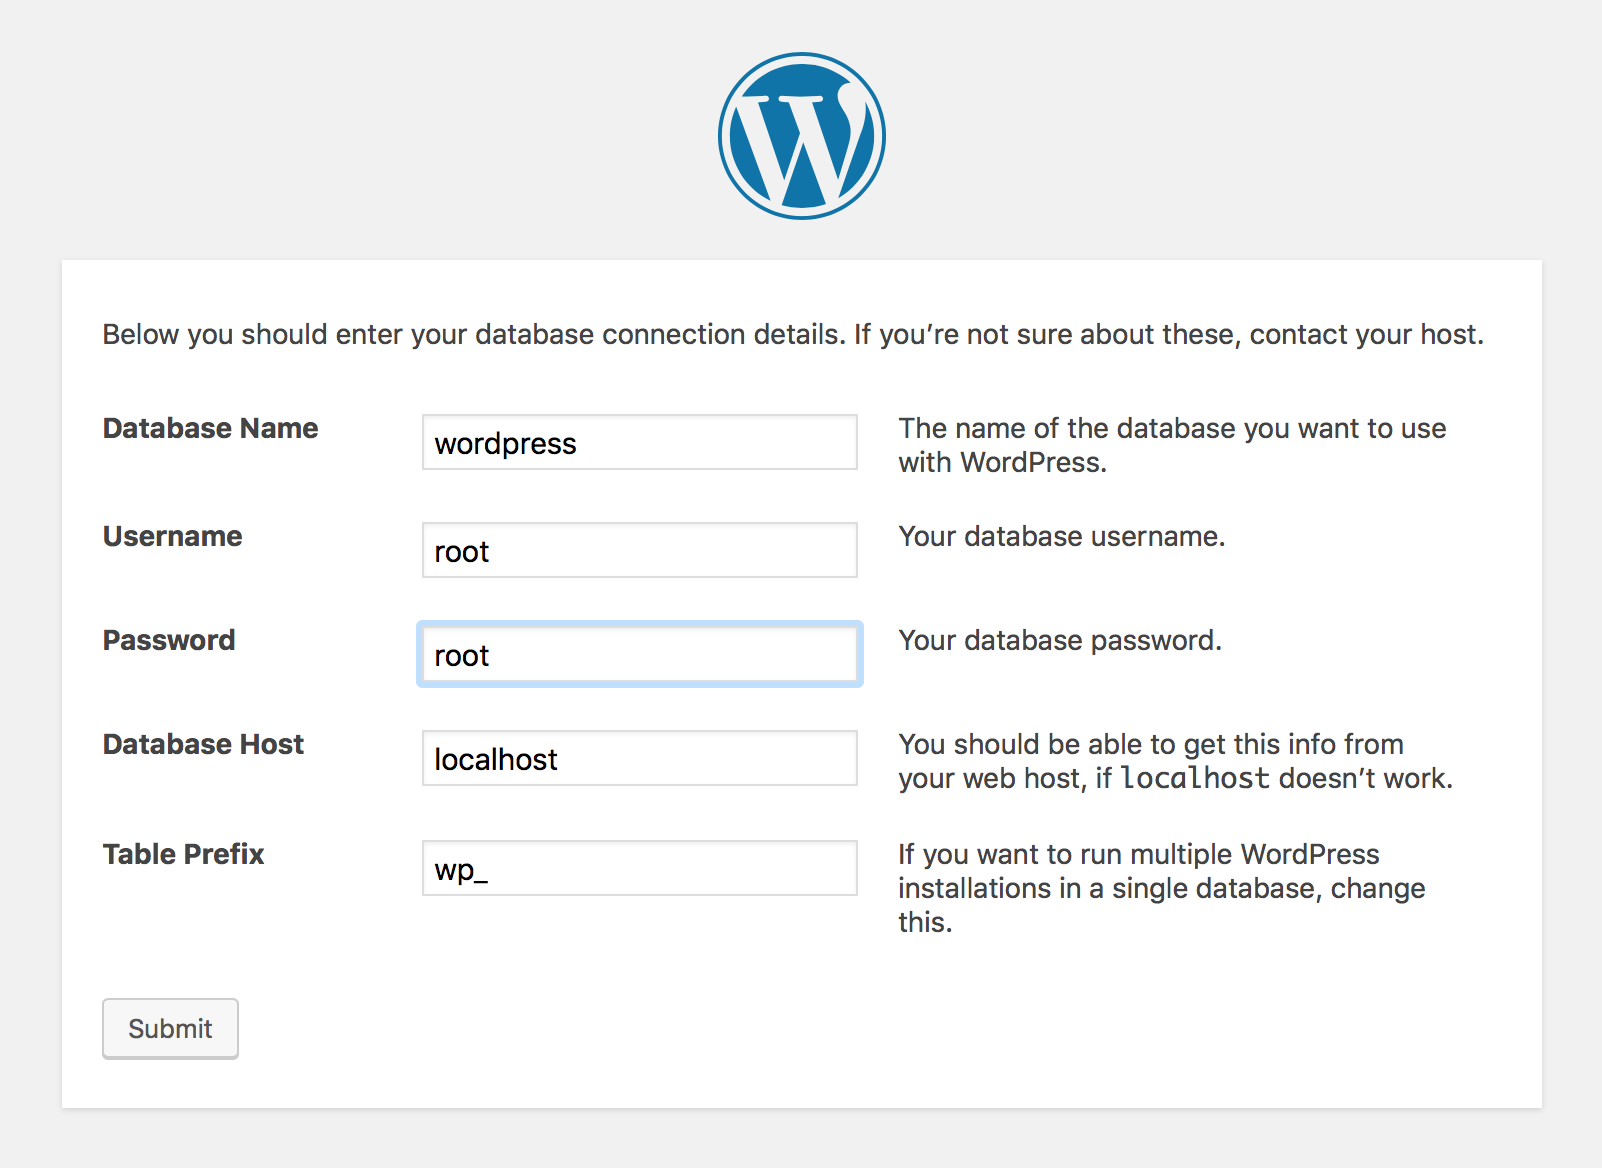 Below you should enter your database connection details. If you’re not sure about these, contact your host.
Database Name
wordpress
The name of the database you want to use
with WordPress.
Username
root
Your database username.
Password
root
Your database password.
Database Host
localhost
You should be able to get this info from
your web host, if localhost doesn’t work.
Table Prefix
wp_
If you want to run multiple WordPress
installations in a single database, change
this.
Submit